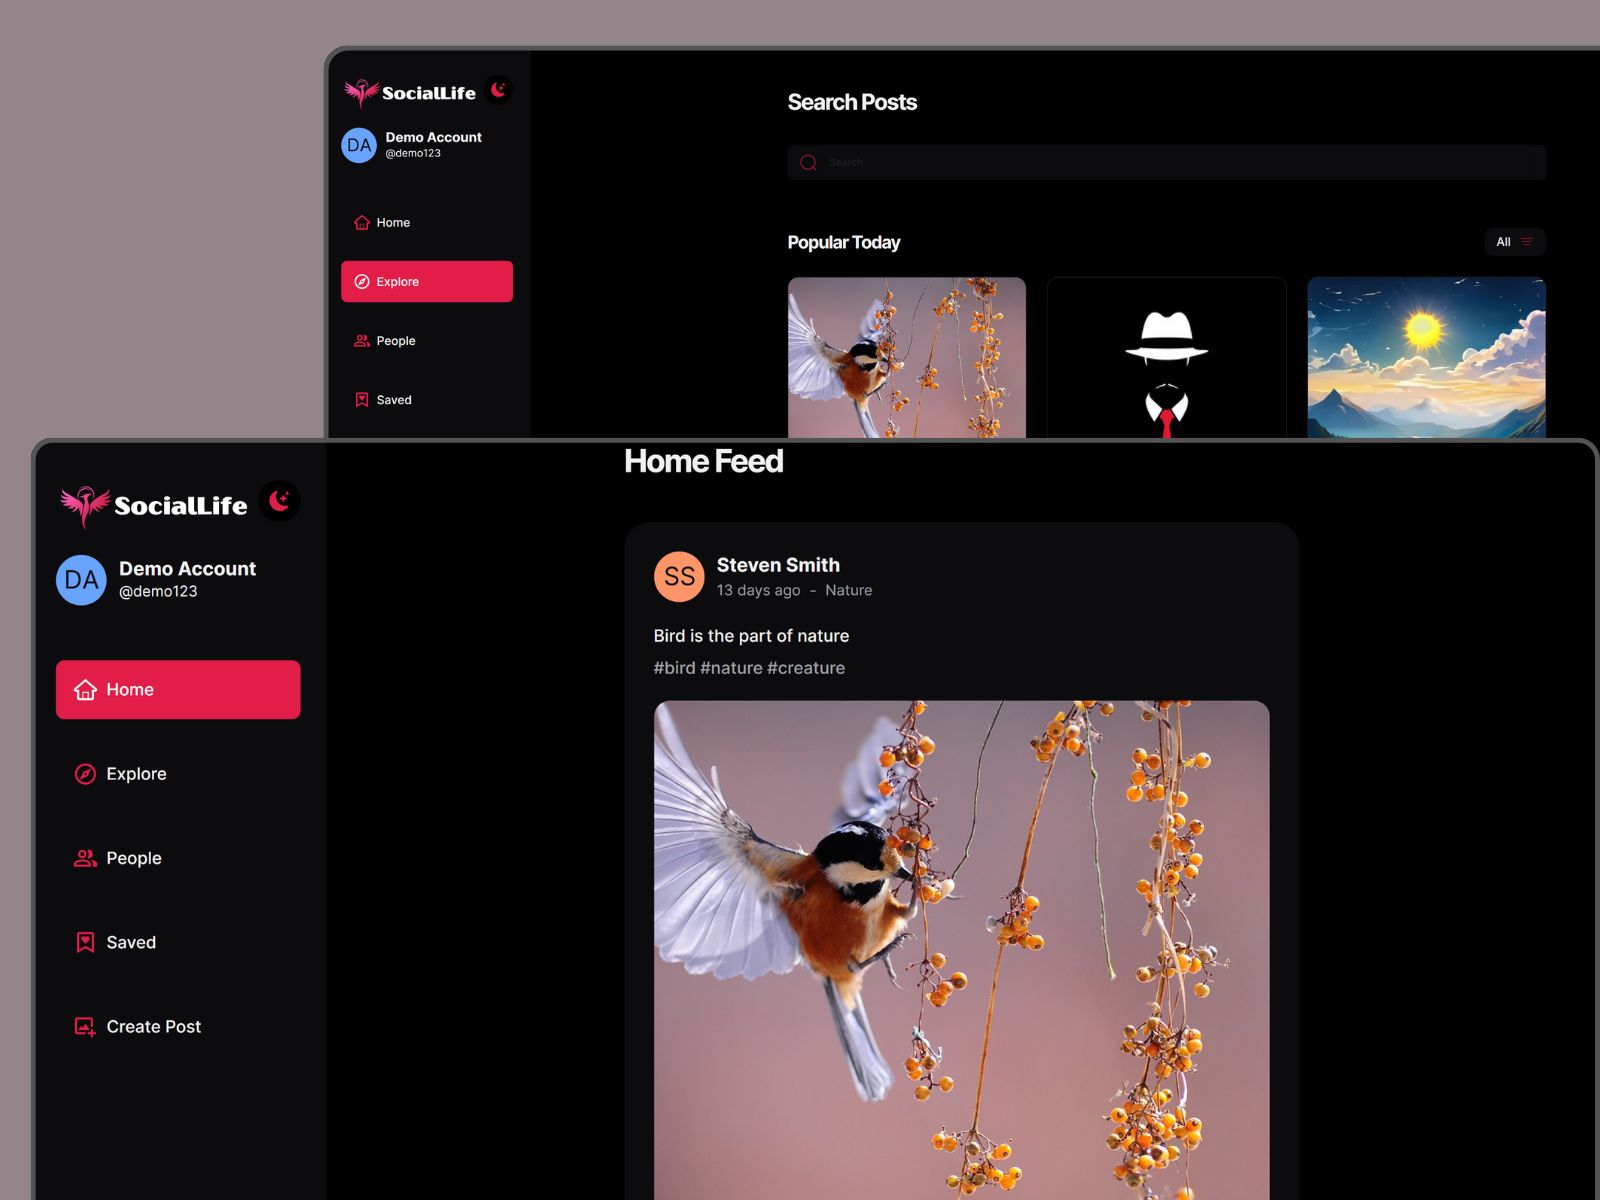 SocialLife
DA
Demo Account
@demo123
Home
Explore
People
Saved
Search Posts
Search
Popular Today
All
SocialLife
DA
Demo Account
@demo123
Home
Explore
People
Saved
Create Post
Home Feed
SS
Steven Smith
13 days ago - Nature
Bird is the part of nature
#bird #nature #creature